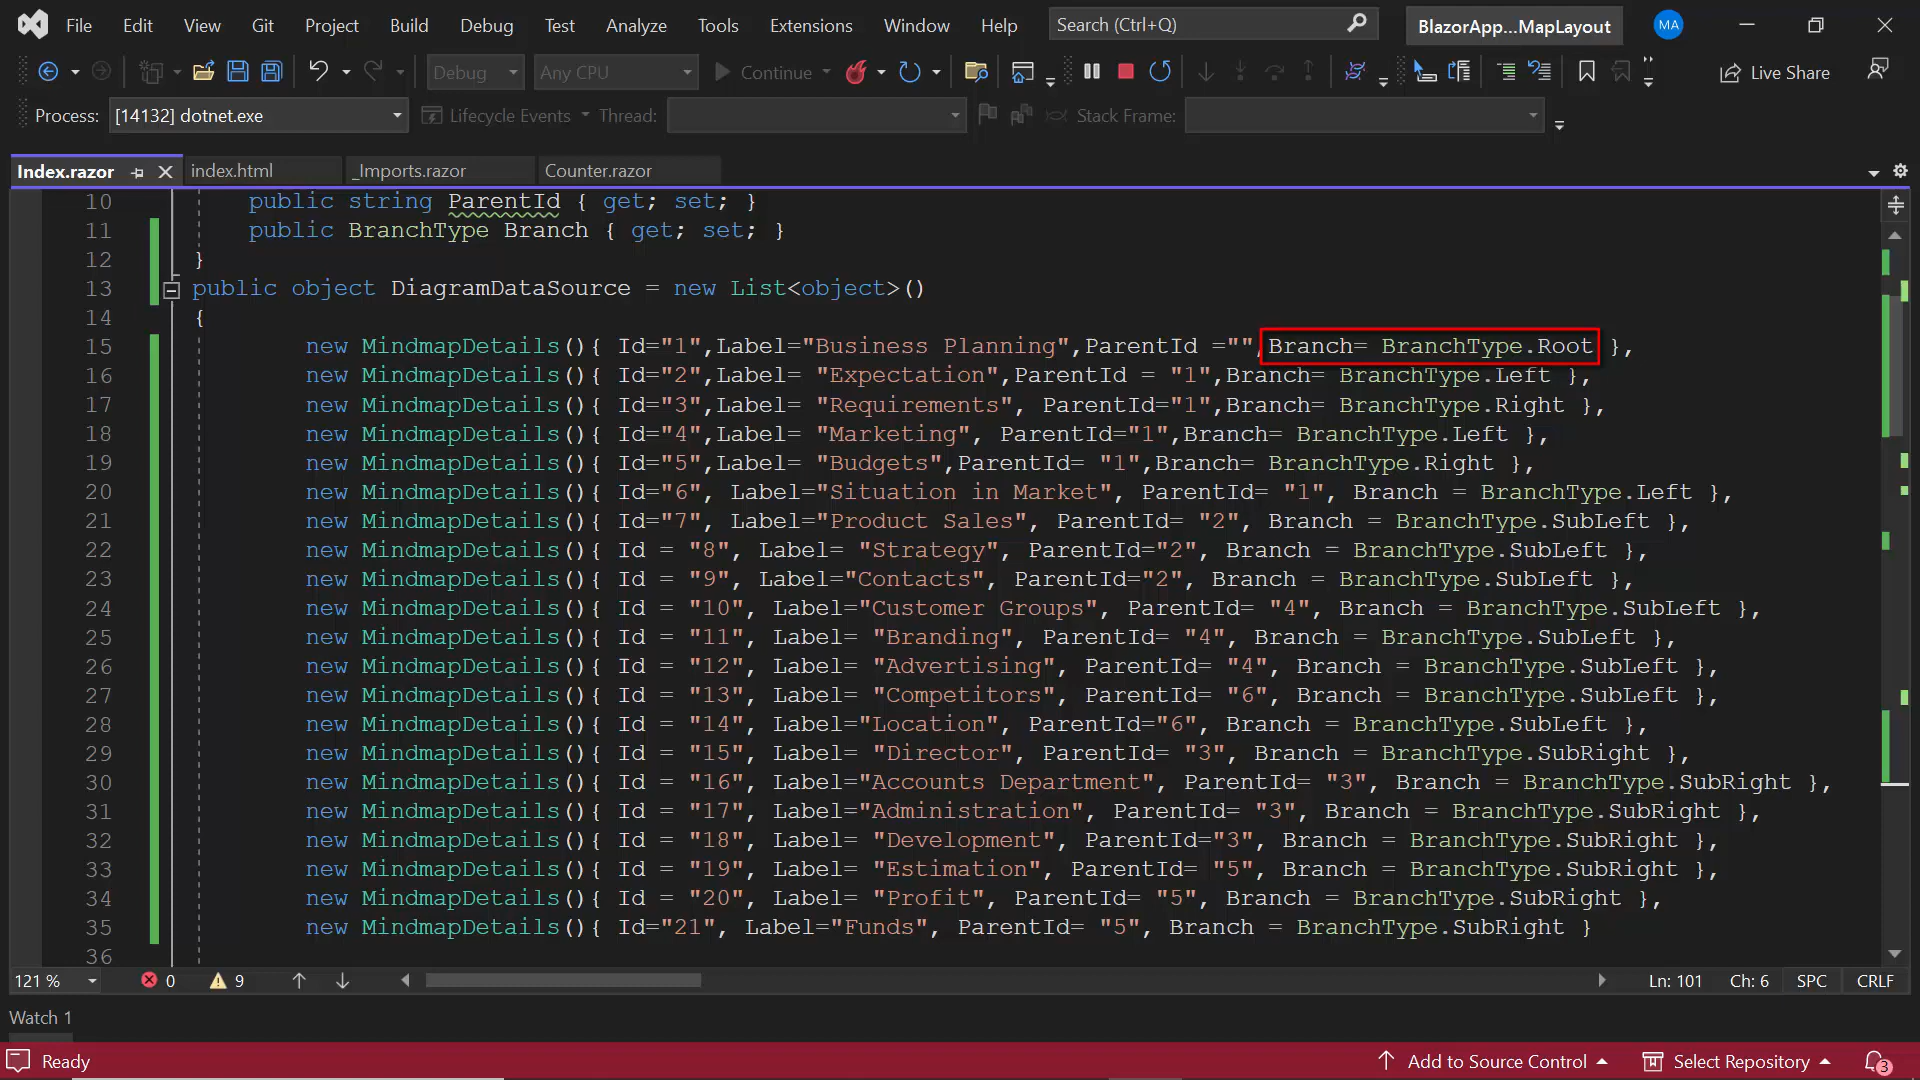 File Edit View Git Project Build Debug Test Analyze Tools Extensions Window Help Search (Ctrl+Q) BlazorApp...MapLayout MA
Debug Any CPU Continue Live Share
Process: [14132] dotnet.exe Lifecycle Events Thread: Stack Frame:
Index.razor index.html _Imports.razor Counter.razor
10 public string ParentId { get; set; }
11 public BranchType Branch { get; set; }
12 }
13 public object DiagramDataSource = new List<object>()
14 {
15 new MindmapDetails(){ Id="1",Label="Business Planning",ParentId ="",Branch= BranchType.Root },
16 new MindmapDetails(){ Id="2",Label= "Expectation",ParentId = "1",Branch= BranchType.Left },
17 new MindmapDetails(){ Id="3",Label= "Requirements", ParentId="1",Branch= BranchType.Right },
18 new MindmapDetails(){ Id="4",Label= "Marketing", ParentId="1",Branch= BranchType.Left },
19 new MindmapDetails(){ Id="5",Label= "Budgets",ParentId= "1",Branch= BranchType.Right },
20 new MindmapDetails(){ Id="6", Label="Situation in Market", ParentId= "1", Branch = BranchType.Left },
21 new MindmapDetails(){ Id="7", Label="Product Sales", ParentId= "2", Branch = BranchType.SubLeft },
22 new MindmapDetails(){ Id = "8", Label= "Strategy", ParentId="2", Branch = BranchType.SubLeft },
23 new MindmapDetails(){ Id = "9", Label="Contacts", ParentId="2", Branch = BranchType.SubLeft },
24 new MindmapDetails(){ Id = "10", Label="Customer Groups", ParentId= "4", Branch = BranchType.SubLeft },
25 new MindmapDetails(){ Id = "11", Label= "Branding", ParentId= "4", Branch = BranchType.SubLeft },
26 new MindmapDetails(){ Id = "12", Label= "Advertising", ParentId= "4", Branch = BranchType.SubLeft },
27 new MindmapDetails(){ Id = "13", Label= "Competitors", ParentId= "6", Branch = BranchType.SubLeft },
28 new MindmapDetails(){ Id = "14", Label="Location", ParentId="6", Branch = BranchType.SubLeft },
29 new MindmapDetails(){ Id = "15", Label= "Director", ParentId= "3", Branch = BranchType.SubRight },
30 new MindmapDetails(){ Id = "16", Label="Accounts Department", ParentId= "3", Branch = BranchType.SubRight },
31 new MindmapDetails(){ Id = "17", Label="Administration", ParentId= "3", Branch = BranchType.SubRight },
32 new MindmapDetails(){ Id = "18", Label= "Development", ParentId="3", Branch = BranchType.SubRight },
33 new MindmapDetails(){ Id = "19", Label= "Estimation", ParentId= "5", Branch = BranchType.SubRight },
34 new MindmapDetails(){ Id = "20", Label= "Profit", ParentId= "5", Branch = BranchType.SubRight },
35 new MindmapDetails(){ Id="21", Label="Funds", ParentId= "5", Branch = BranchType.SubRight }
36
121 % 0 9 Ln: 101 Ch: 6 SPC CRLF
Watch 1
Ready Add to Source Control Select Repository 3